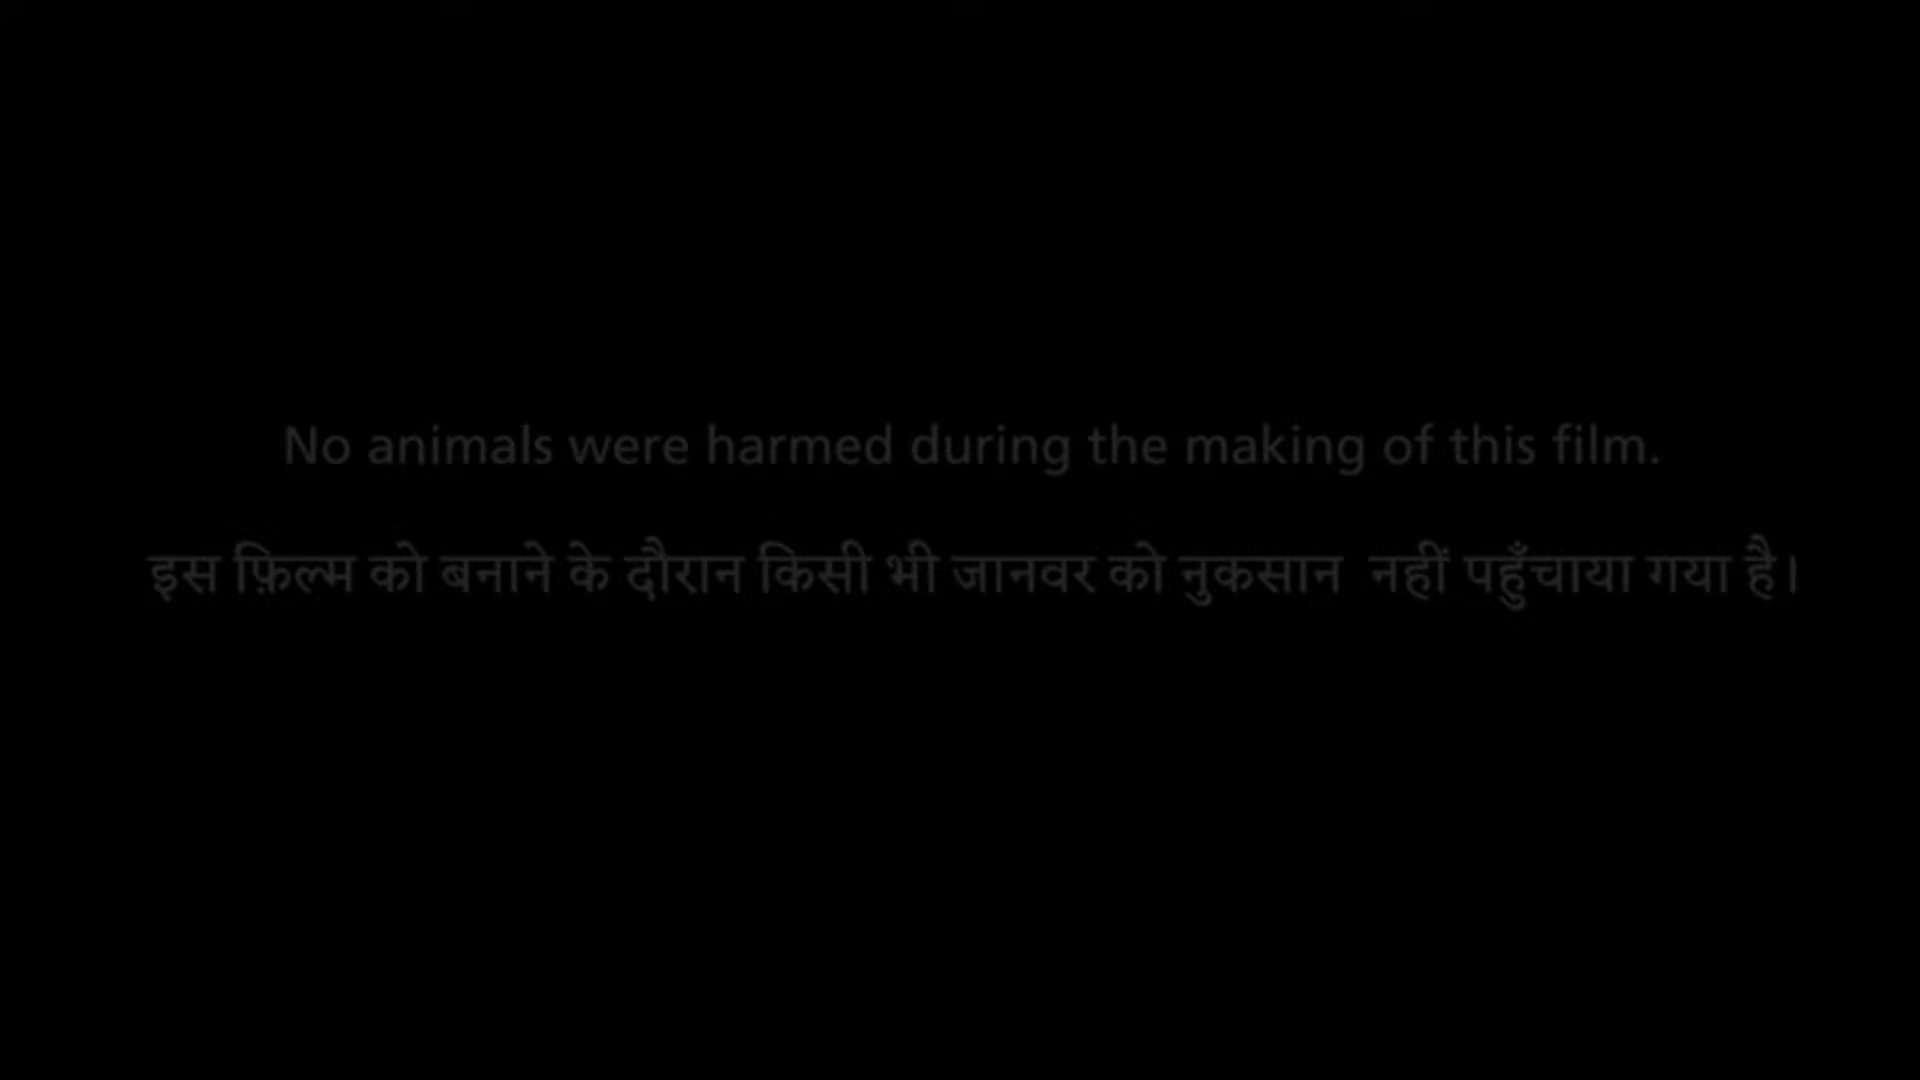 No animals were harmed during the making of this film.
इस फ़िल्म को बनाने के दौरान किसी भी जानवर को नुकसान नहीं पहुँचाया गया है।